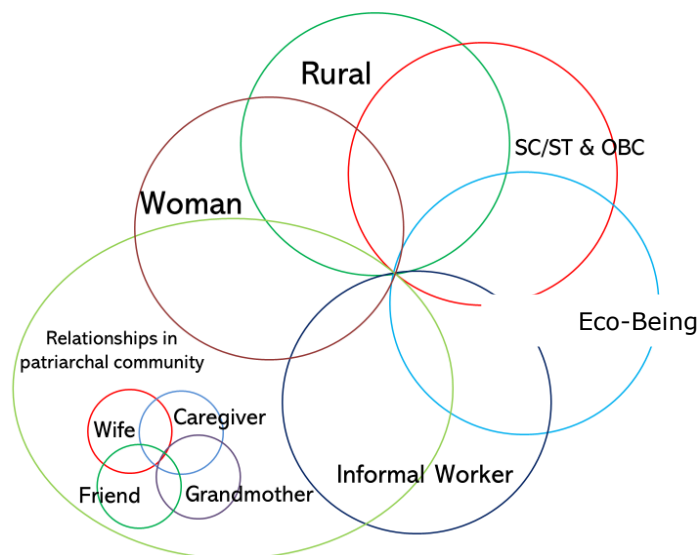 Rural
SC/ST & OBC
Woman
Eco-Being
Relationships in
patriarchal community
Wife
Caregiver
Friend
Grandmother
Informal Worker